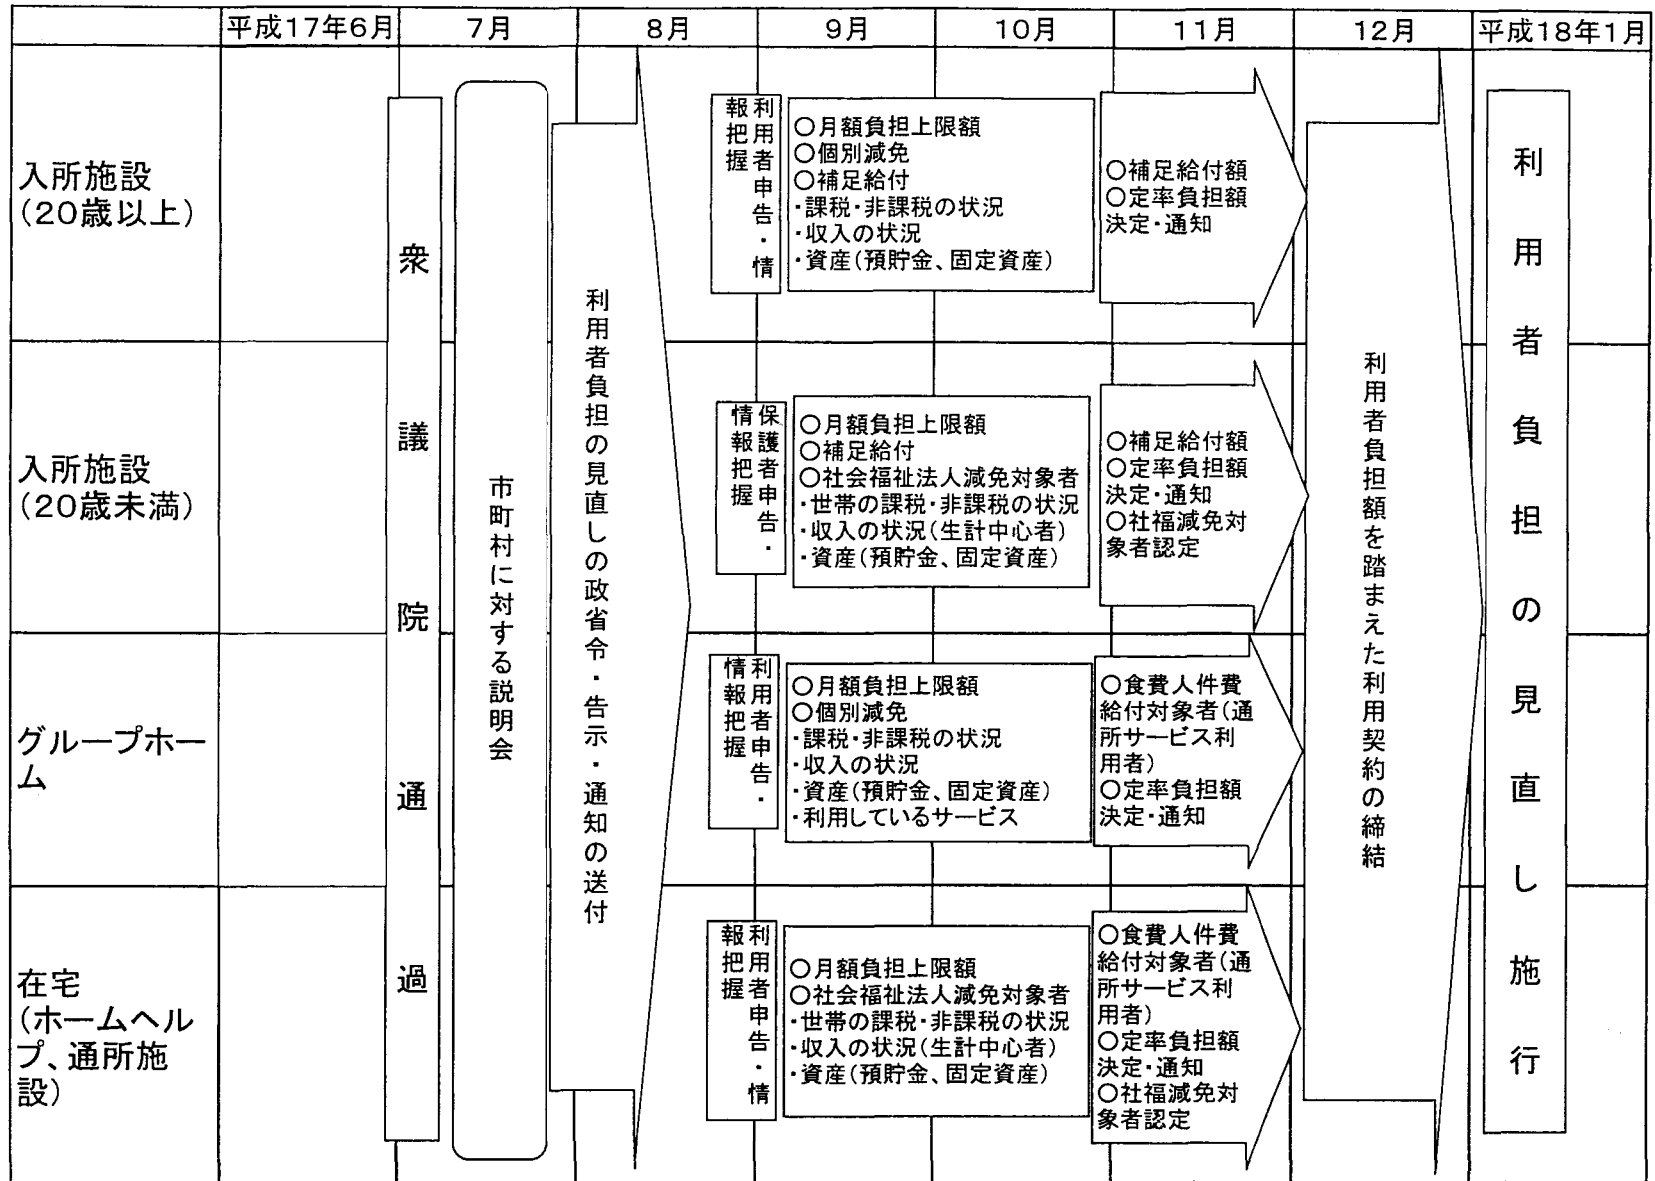 平成17年6月
7月
8月
9月
10月
11月
12月
平成18年1月
衆議院通過
市町村に対する説明会
利用者負担の見直しの政省令・告示・通知の送付
入所施設
(20歳以上)
利用者申告・情
報把握
○月額負担上限額
○個別減免
○補足給付
・課税・非課税の状況
・収入の状況
・資産(預貯金、固定資産)
○補足給付額
○定率負担額
決定・通知
入所施設
(20歳未満)
保護者申告・
情報把握
○月額負担上限額
○補足給付
○社会福祉法人減免対象者
・世帯の課税・非課税の状況
・収入の状況(生計中心者)
・資産(預貯金、固定資産)
○補足給付額
○定率負担額
決定・通知
○社福減免対
象者認定
グループホー
ム
利用者申告・
情報把握
○月額負担上限額
○個別減免
・課税・非課税の状況
・収入の状況
・資産(預貯金、固定資産)
・利用しているサービス
○食費人件費
給付対象者(通
所サービス利
用者)
○定率負担額
決定・通知
在宅
(ホームヘル
プ、通所施
設)
利用者申告・情
報把握
○月額負担上限額
○社会福祉法人減免対象者
・世帯の課税・非課税の状況
・収入の状況(生計中心者)
・資産(預貯金、固定資産)
○食費人件費
給付対象者(通
所サービス利
用者)
○定率負担額
決定・通知
○社福減免対
象者認定
利用者負担額を踏まえた利用契約の締結
利用者負担の見直し施行